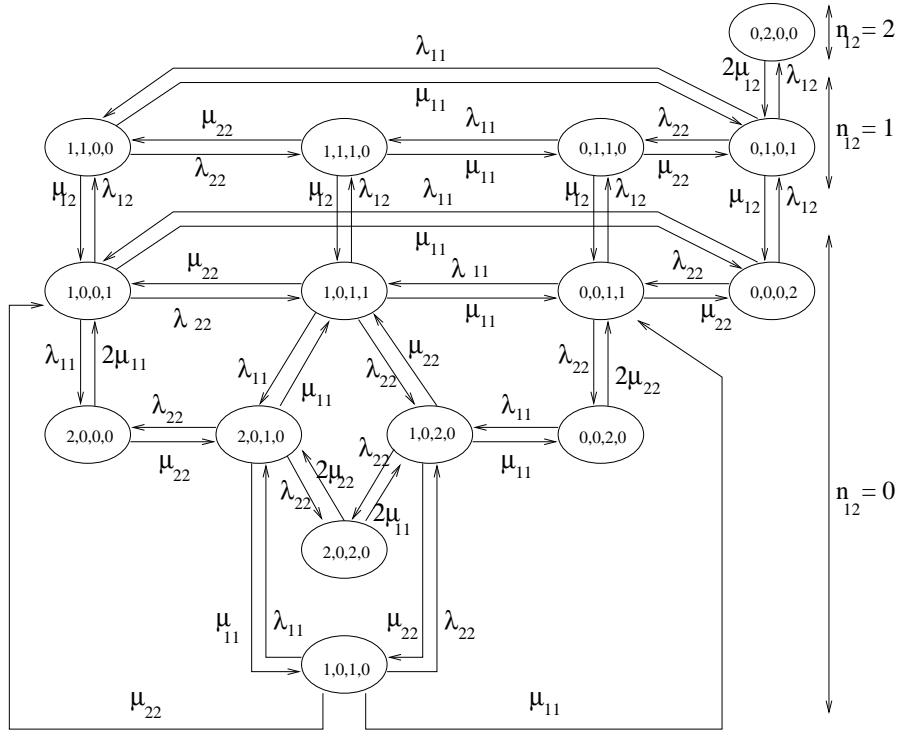 0,2,0,0
n12 = 2
λ11
2μ12
λ12
μ11
μ22
λ11
λ22
n12 = 1
1,1,0,0
1,1,1,0
0,1,1,0
0,1,0,1
λ22
μ11
μ22
μ12
λ12
μ12
λ12
μ12
λ12
μ12
λ12
λ11
μ11
μ22
λ 11
λ22
1,0,0,1
1,0,1,1
0,0,1,1
0,0,0,2
λ 22
μ11
μ22
λ11
2μ11
λ11
μ11
λ22
μ22
λ22
2μ22
λ22
λ11
2,0,0,0
2,0,1,0
1,0,2,0
0,0,2,0
μ22
λ22
2μ22
λ22
μ11
n12 = 0
2μ11
2,0,2,0
μ11
λ11
μ22
λ22
1,0,1,0
μ22
μ11